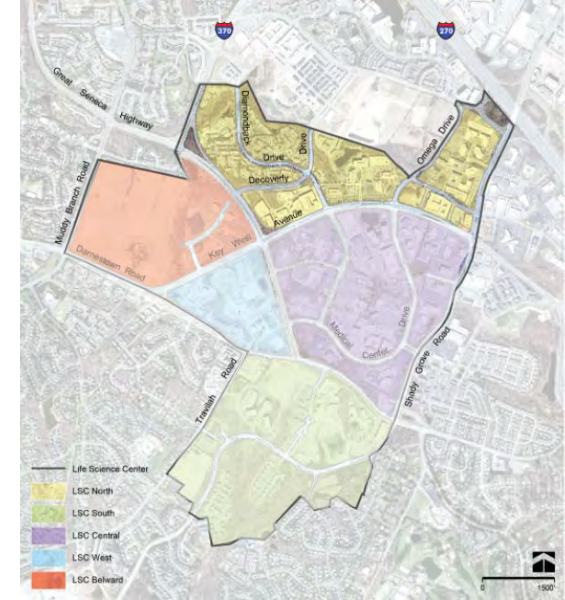 370
270
Great Seneca Highway
Diamondback
Drive
Drive
Decoverly
Omega Drive
Muddy Branch Road
Avenue
Key West
Darnestown Road
Medical
Center
Drive
Shady Grove Road
Travilah Road
Life Science Center
LSC North
LSC South
LSC Central
LSC West
LSC Belward
0 1500'